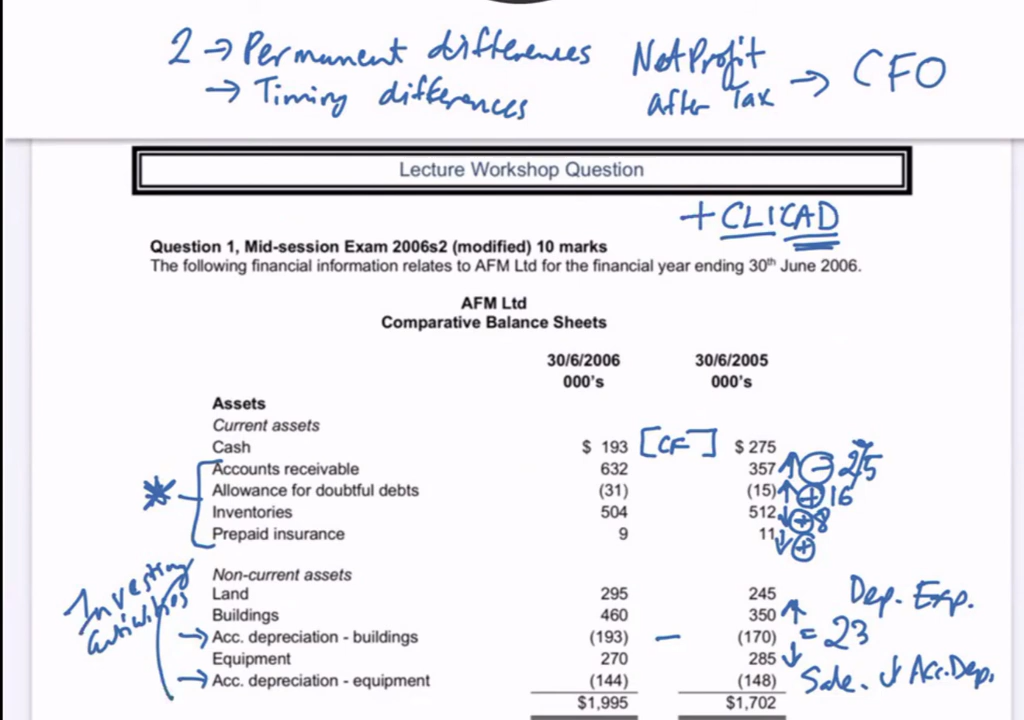 2 → Permanent differences
→ Timing differences
Net Profit after Tax → CFO
Lecture Workshop Question
+ CLICAD
Question 1, Mid-session Exam 2006s2 (modified) 10 marks
The following financial information relates to AFM Ltd for the financial year ending 30th June 2006.
AFM Ltd
Comparative Balance Sheets
30/6/2006 30/6/2005
000's 000's
Assets
Current assets
Cash $ 193 [CF] $ 275
Accounts receivable 632 357 ↑ ⊖ 275
* Allowance for doubtful debts (31) (15) ↑ ⊕ 16
Inventories 504 512 ↓ ⊕ 8
Prepaid insurance 9 11 ↓ ⊕
Investing activities
Non-current assets
Land 295 245 Dep. Exp.
Buildings 460 350 ↑
→ Acc. depreciation - buildings (193) – (170) = 23
Equipment 270 285 ↓
→ Acc. depreciation - equipment (144) (148) Sale. ↓ Acc. Dep.
$1,995 $1,702